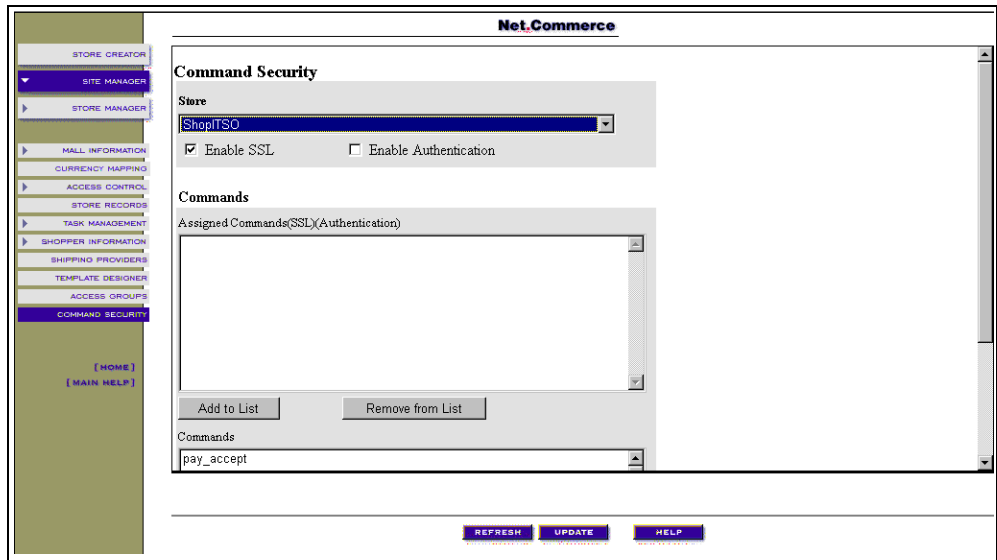 Net.Commerce
STORE CREATOR
SITE MANAGER
STORE MANAGER
MALL INFORMATION
CURRENCY MAPPING
ACCESS CONTROL
STORE RECORDS
TASK MANAGEMENT
SHOPPER INFORMATION
SHIPPING PROVIDERS
TEMPLATE DESIGNER
ACCESS GROUPS
COMMAND SECURITY
[ HOME ]
[ MAIN HELP ]
Command Security
Store
ShopITSO
Enable SSL Enable Authentication
Commands
Assigned Commands(SSL)(Authentication)
Add to List Remove from List
Commands
pay_accept
REFRESH UPDATE HELP